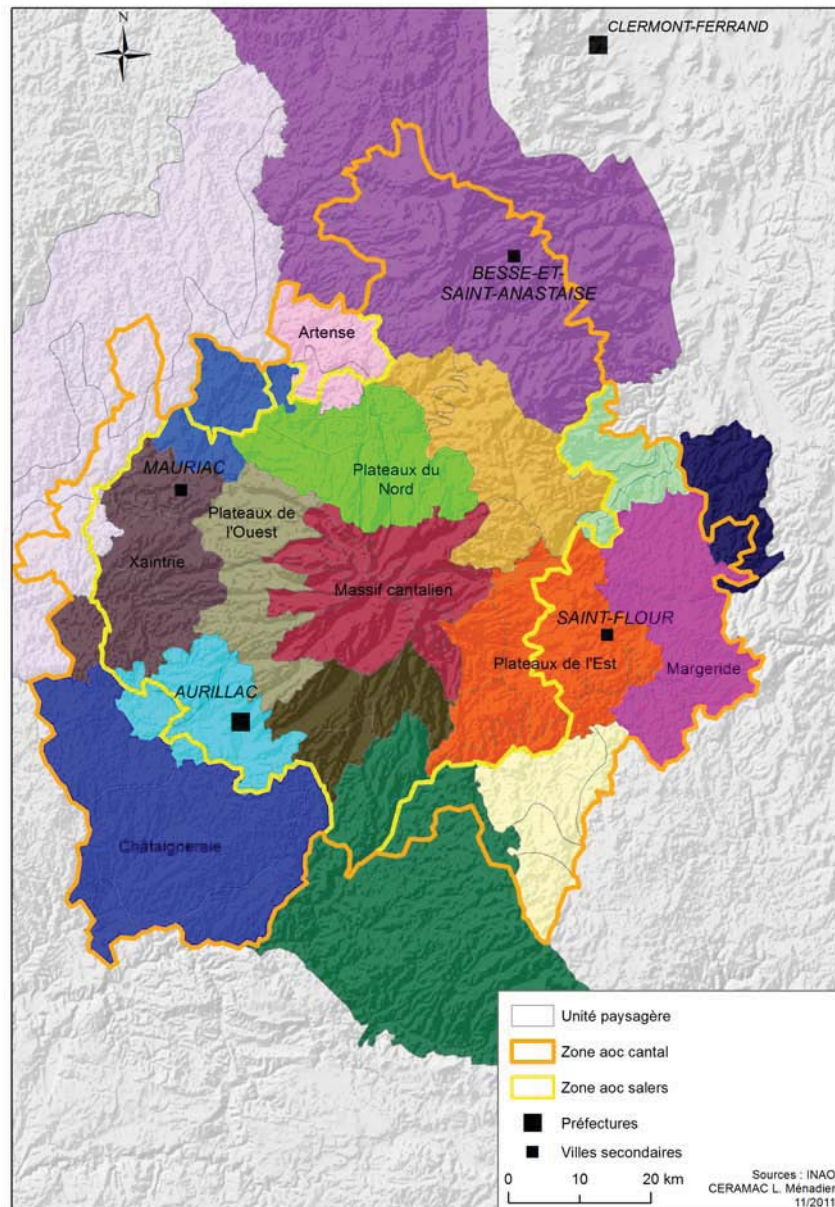 N
CLERMONT-FERRAND
BESSE-ET-
SAINT-ANASTAISE
Artense
MAURIAC
Plateaux du
Nord
Plateaux de
l'Ouest
Xaintrie
Massif cantalien
SAINT-FLOUR
Plateaux de l'Est
Margeride
AURILLAC
Châtaigneraie
Unité paysagère
Zone aoc cantal
Zone aoc salers
Préfectures
Villes secondaires
0 20 km
Sources : INAO
CERAMAC L. Ménadier
11/2011